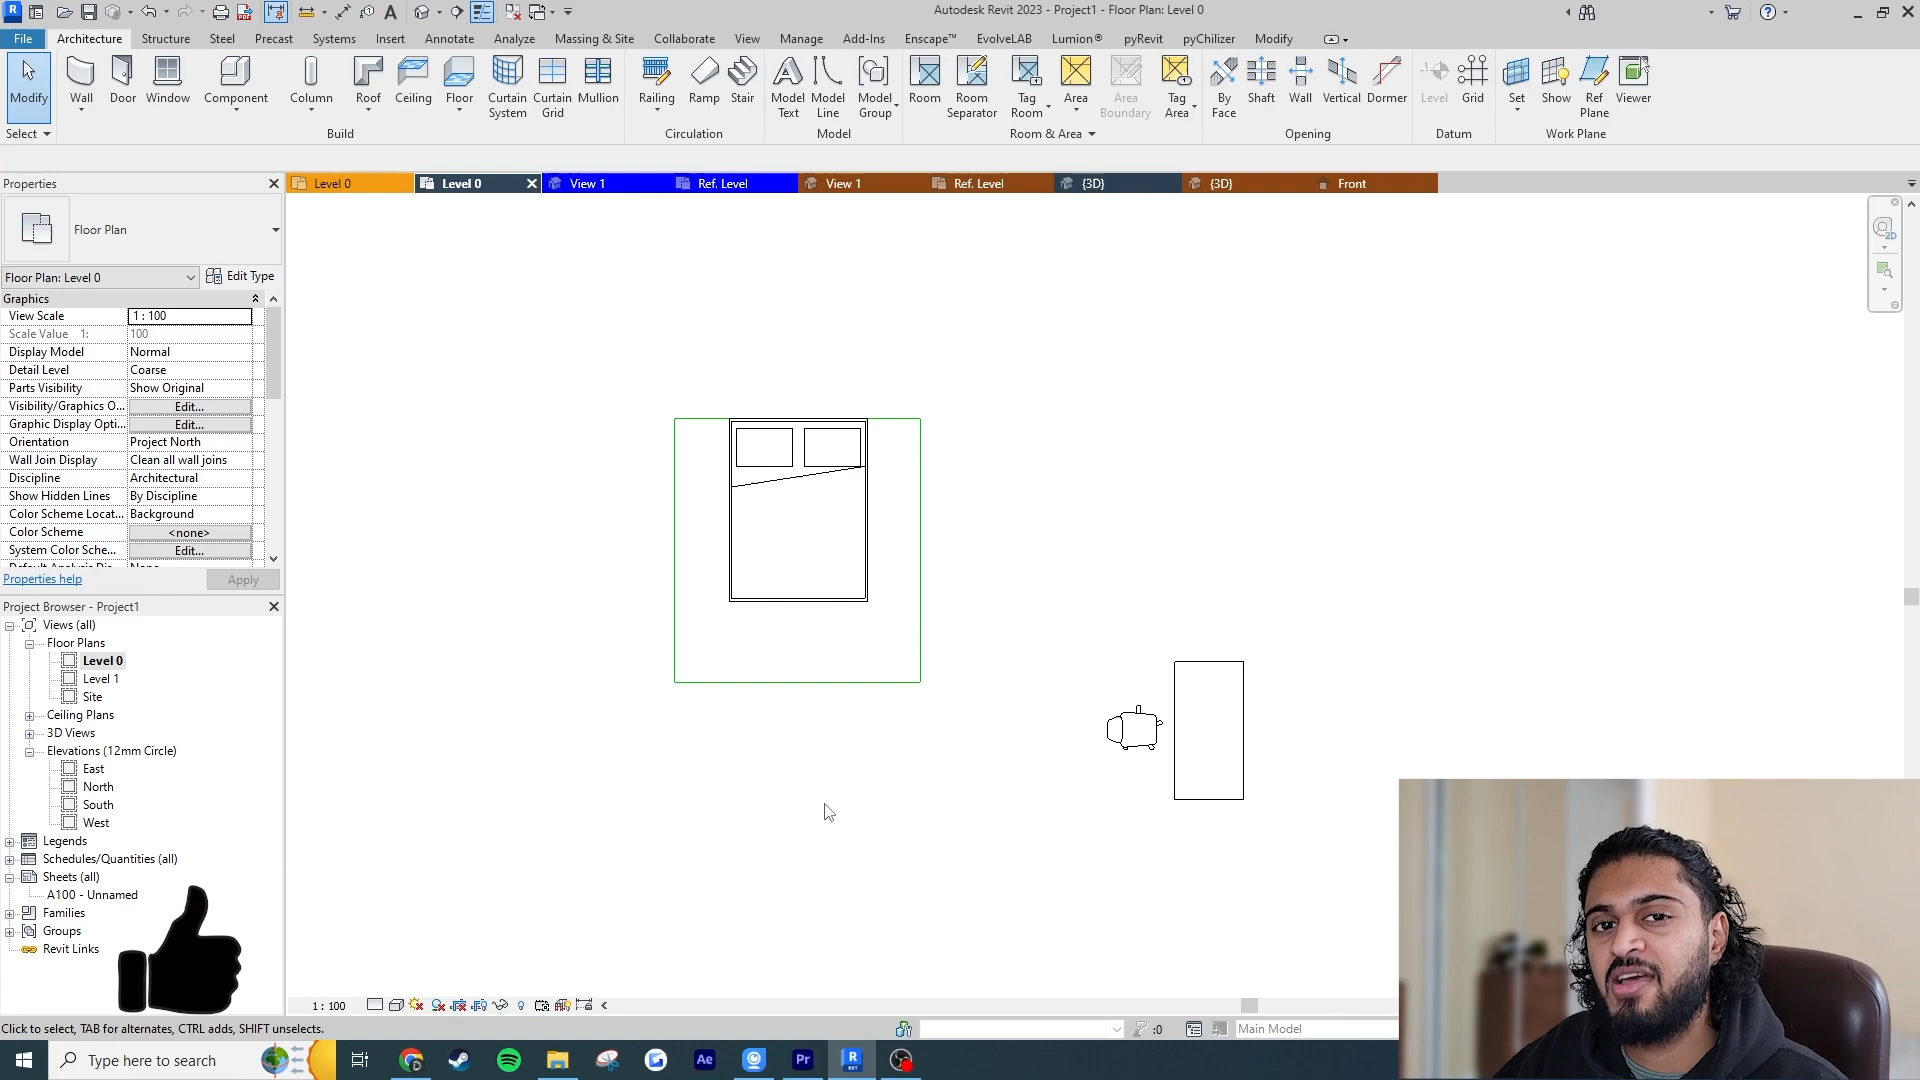 Autodesk Revit 2023 - Project1 - Floor Plan: Level 0
File Architecture Structure Steel Precast Systems Insert Annotate Analyze Massing & Site Collaborate View Manage Add-Ins Enscape™ EvolveLAB Lumion® pyRevit pyChilizer Modify
Modify
Wall
Door
Window
Component
Column
Roof
Ceiling
Floor
Curtain System
Curtain Grid
Mullion
Railing
Ramp
Stair
Model Text
Model Line
Model Group
Room
Room Separator
Tag Room
Area
Area Boundary
Tag Area
By Face
Shaft
Wall
Vertical
Dormer
Level
Grid
Set
Show
Ref Plane
Viewer
Select Build Circulation Model Room & Area Opening Datum Work Plane
Properties
Level 0 Level 0 View 1 Ref. Level View 1 Ref. Level {3D} {3D} Front
Floor Plan
Floor Plan: Level 0 Edit Type
Graphics
View Scale 1 : 100
Scale Value 1: 100
Display Model Normal
Detail Level Coarse
Parts Visibility Show Original
Visibility/Graphics O... Edit...
Graphic Display Opti... Edit...
Orientation Project North
Wall Join Display Clean all wall joins
Discipline Architectural
Show Hidden Lines By Discipline
Color Scheme Locat... Background
Color Scheme <none>
System Color Sche... Edit...
Properties help Apply
Project Browser - Project1
Views (all)
Floor Plans
Level 0
Level 1
Site
Ceiling Plans
3D Views
Elevations (12mm Circle)
East
North
South
West
Legends
Schedules/Quantities (all)
Sheets (all)
A100 - Unnamed
Families
Groups
Revit Links
1 : 100
Click to select, TAB for alternates, CTRL adds, SHIFT unselects.
:0
Main Model
Type here to search
Ae
Pr
R
RVT